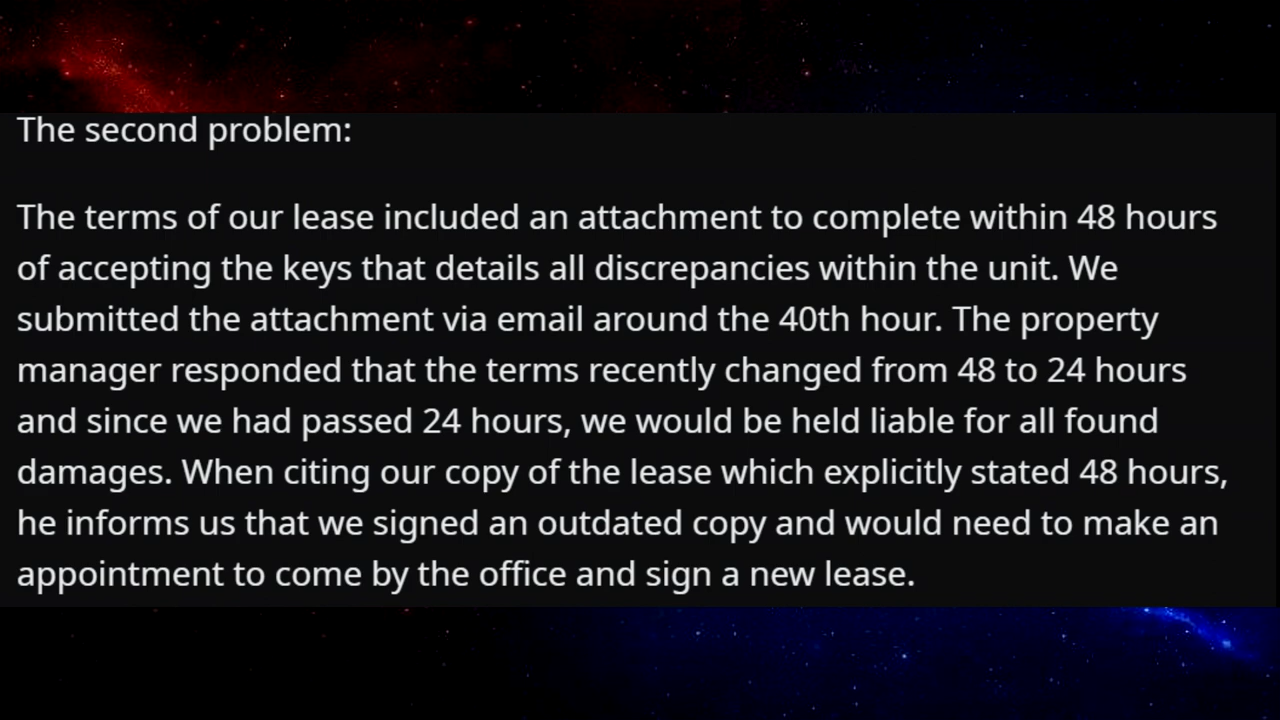 The second problem:
The terms of our lease included an attachment to complete within 48 hours
of accepting the keys that details all discrepancies within the unit. We
submitted the attachment via email around the 40th hour. The property
manager responded that the terms recently changed from 48 to 24 hours
and since we had passed 24 hours, we would be held liable for all found
damages. When citing our copy of the lease which explicitly stated 48 hours,
he informs us that we signed an outdated copy and would need to make an
appointment to come by the office and sign a new lease.